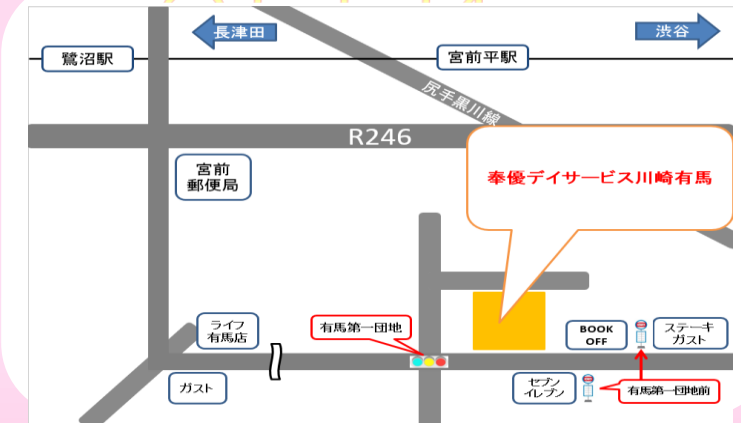 長津田
渋谷
鷺沼駅
宮前平駅
尻手黒川線
R246
宮前
郵便局
奉優デイサービス川崎有馬
ライフ
有馬店
有馬第一団地
BOOK
OFF
ステーキ
ガスト
ガスト
セブン
イレブン
有馬第一団地前